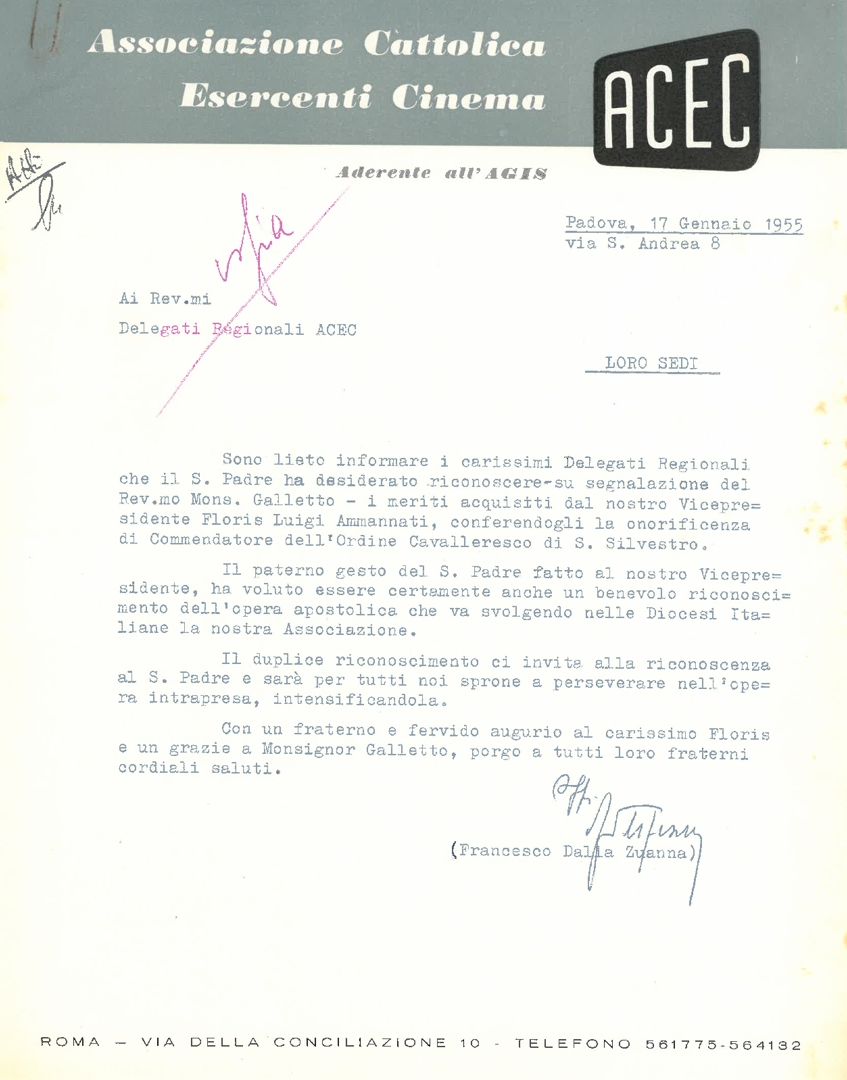 Associazione Cattolica
Esercenti Cinema
ACEC
Aderente all'AGIS
Padova, 17 Gennaio 1955
via S. Andrea 8
Ai Rev.mi
Delegati Regionali ACEC
LORO SEDI
Sono lieto informare i carissimi Delegati Regionali
che il S. Padre ha desiderato riconoscere-su segnalazione del
Rev.mo Mons. Galletto - i meriti acquisiti dal nostro Vicepre=
sidente Floris Luigi Ammannati, conferendogli la onorificenza
di Commendatore dell'Ordine Cavalleresco di S. Silvestro.
Il paterno gesto del S. Padre fatto al nostro Vicepre=
sidente, ha voluto essere certamente anche un benevolo riconosci=
mento dell'opera apostolica che va svolgendo nelle Diocesi Ita=
liane la nostra Associazione.
Il duplice riconoscimento ci invita alla riconoscenza
al S. Padre e sarà per tutti noi sprone a perseverare nell'ope=
ra intrapresa, intensificandola.
Con un fraterno e fervido augurio al carissimo Floris
e un grazie a Monsignor Galletto, porgo a tutti loro fraterni
cordiali saluti.
(Francesco Dalla Zuanna)
ROMA - VIA DELLA CONCILIAZIONE 10 - TELEFONO 561775-564132